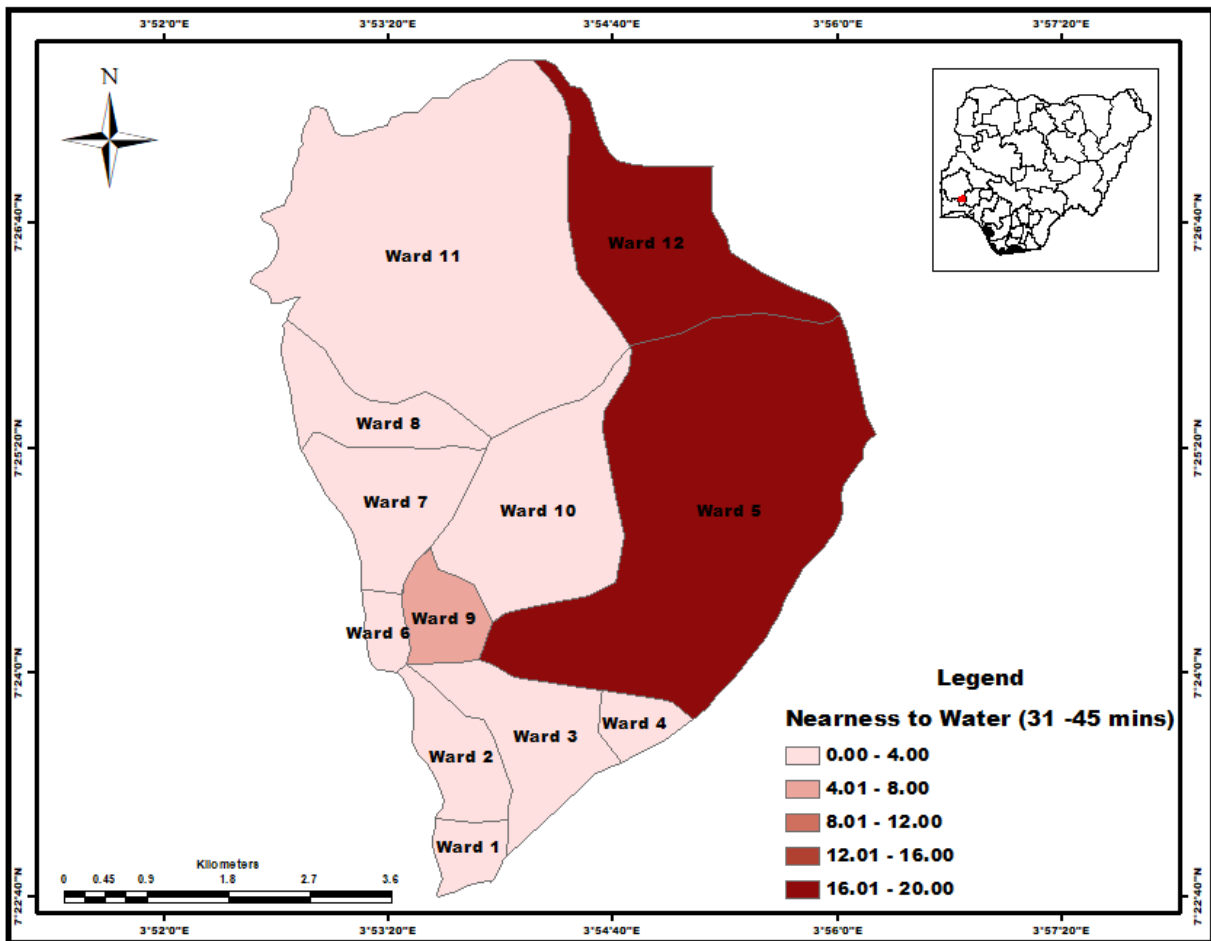 3°52'0"E 3°53'20"E 3°54'40"E 3°56'0"E 3°57'20"E
N
7°26'40"N 7°26'40"N
Ward 12
Ward 11
Ward 8
7°25'20"N 7°25'20"N
Ward 7
Ward 10
Ward 5
Ward 9
Ward 6
7°24'0"N 7°24'0"N
Legend
Nearness to Water (31 -45 mins)
Ward 4
Ward 3
Ward 2
0.00 - 4.00
4.01 - 8.00
8.01 - 12.00
Ward 1
12.01 - 16.00
16.01 - 20.00
Kilometers
0 0.45 0.9 1.8 2.7 3.6
7°22'40"N 7°22'40"N
3°52'0"E 3°53'20"E 3°54'40"E 3°56'0"E 3°57'20"E